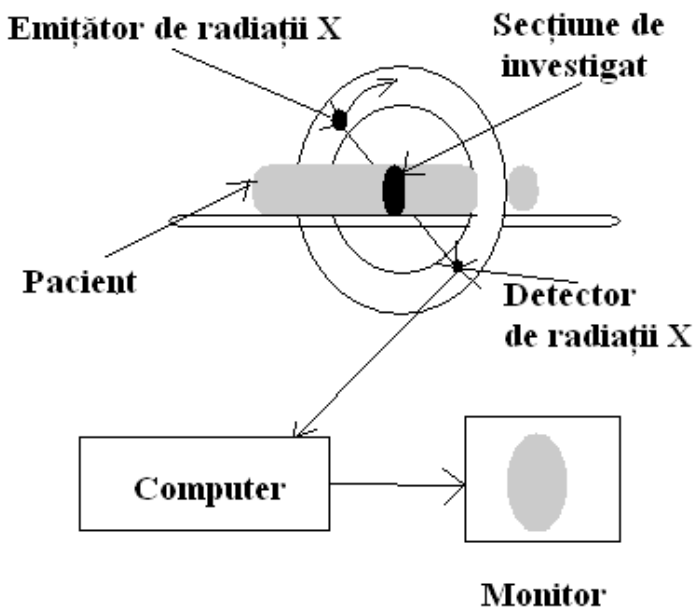 Emițător de radiații X
Secțiune de
investigat
Pacient
Detector
de radiații X
Computer
Monitor